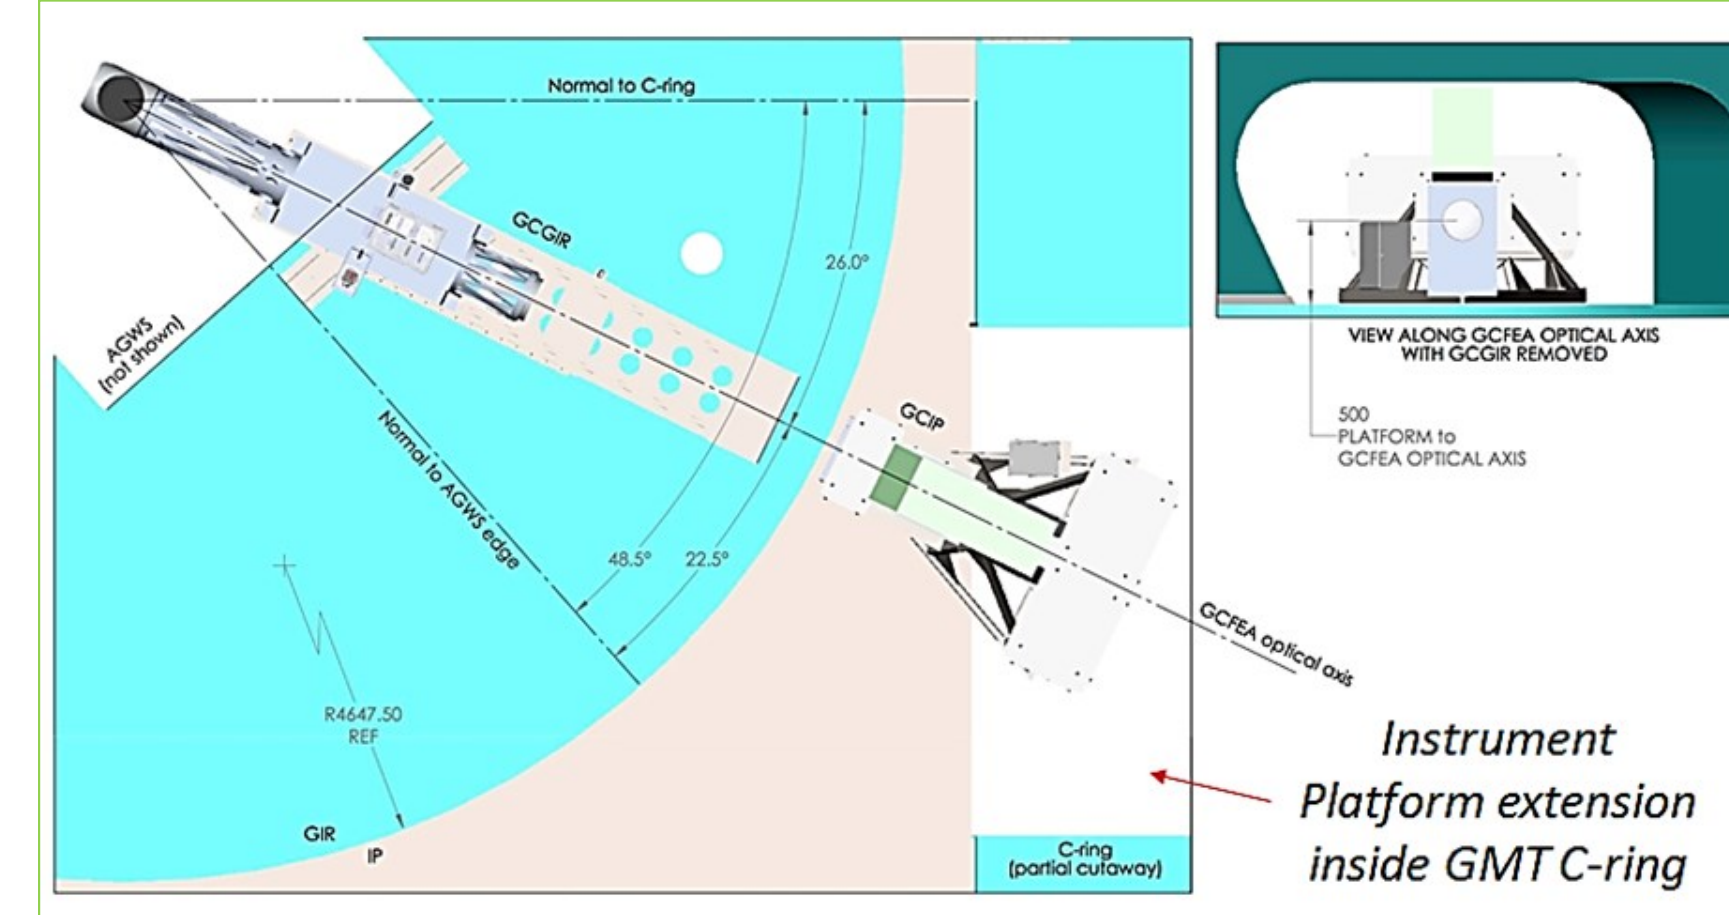 Normal to C-ring
GCGIR
26.0°
AGWS
(not shown)
Normal to AGWS edge
GCIP
48.5°
22.5°
GCFEA optical axis
R4647.50
REF
GIR
IP
C-ring
(partial cutaway)
VIEW ALONG GCFEA OPTICAL AXIS
WITH GCGIR REMOVED
500
PLATFORM to
GCFEA OPTICAL AXIS
Instrument
Platform extension
inside GMT C-ring